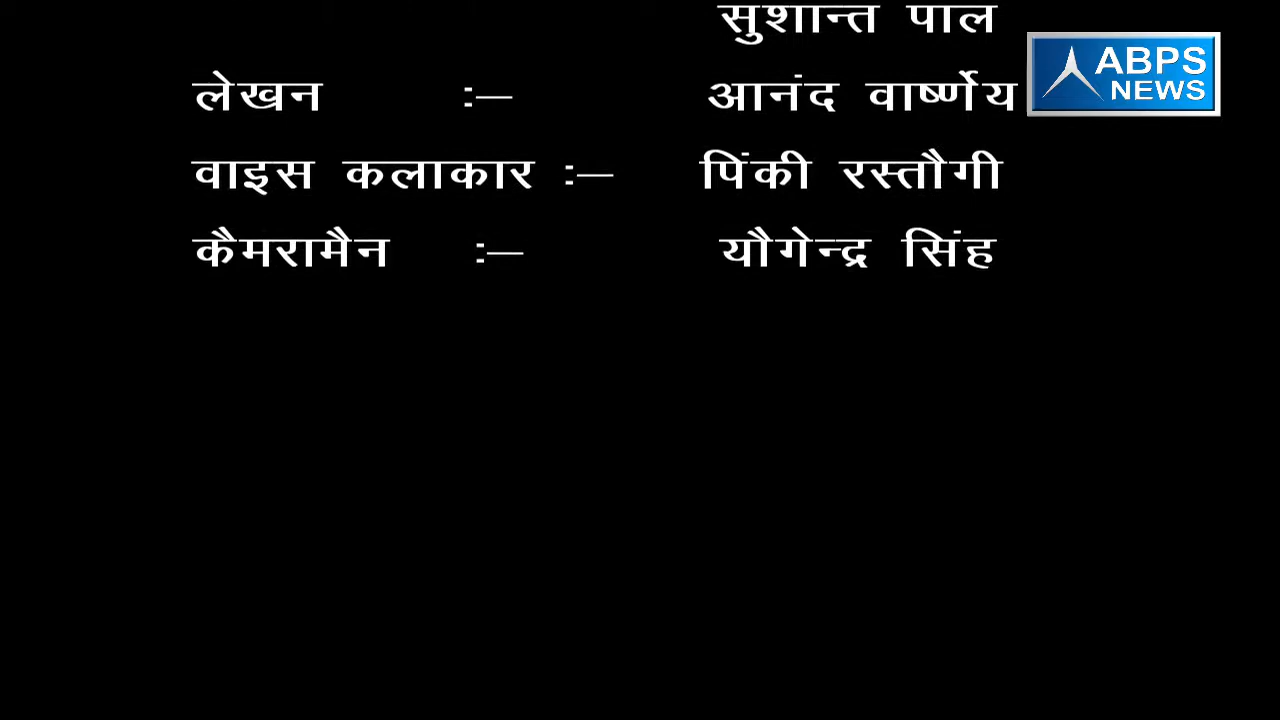 सुशान्त पाल
ABPS
NEWS
लेखन :— आनंद वार्ष्णेय
वाइस कलाकार :— पिंकी रस्तौगी
कैमरामैन :— यौगेन्द्र सिंह